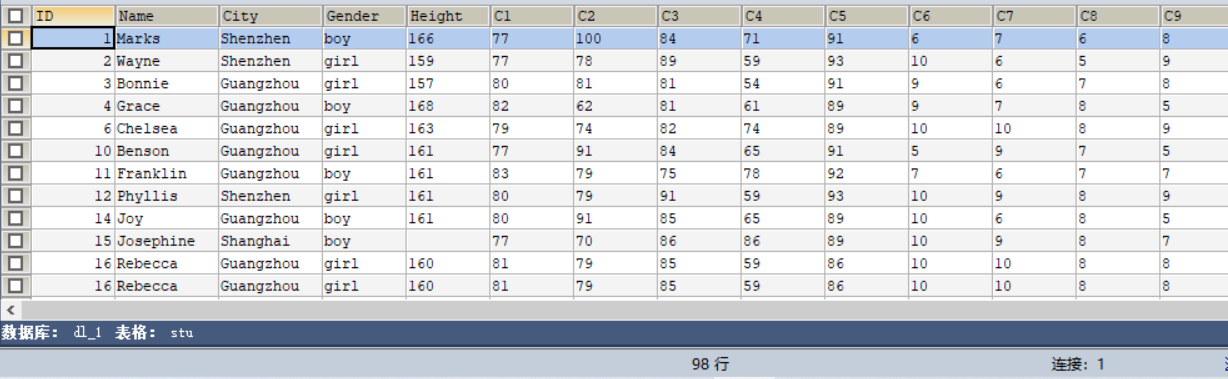 ID Name City Gender Height C1 C2 C3 C4 C5 C6 C7 C8 C9
1 Marks Shenzhen boy 166 77 100 84 71 91 6 7 6 8
2 Wayne Shenzhen girl 159 77 78 89 59 93 10 6 5 9
3 Bonnie Guangzhou girl 157 80 81 81 54 91 9 6 7 8
4 Grace Guangzhou boy 168 82 62 81 61 89 9 7 8 5
6 Chelsea Guangzhou girl 163 79 74 82 74 89 10 10 8 9
10 Benson Guangzhou girl 161 77 91 84 65 91 5 9 7 5
11 Franklin Guangzhou boy 161 83 79 75 78 92 7 6 7 7
12 Phyllis Shenzhen girl 161 80 79 91 59 93 10 9 8 9
14 Joy Guangzhou boy 161 80 91 85 65 89 10 6 8 5
15 Josephine Shanghai boy 77 70 86 86 89 10 9 8 7
16 Rebecca Guangzhou girl 160 81 79 85 59 86 10 10 8 8
16 Rebecca Guangzhou girl 160 81 79 85 59 86 10 10 8 8
数据库: dl_1 表格: stu
98 行 连接: 1